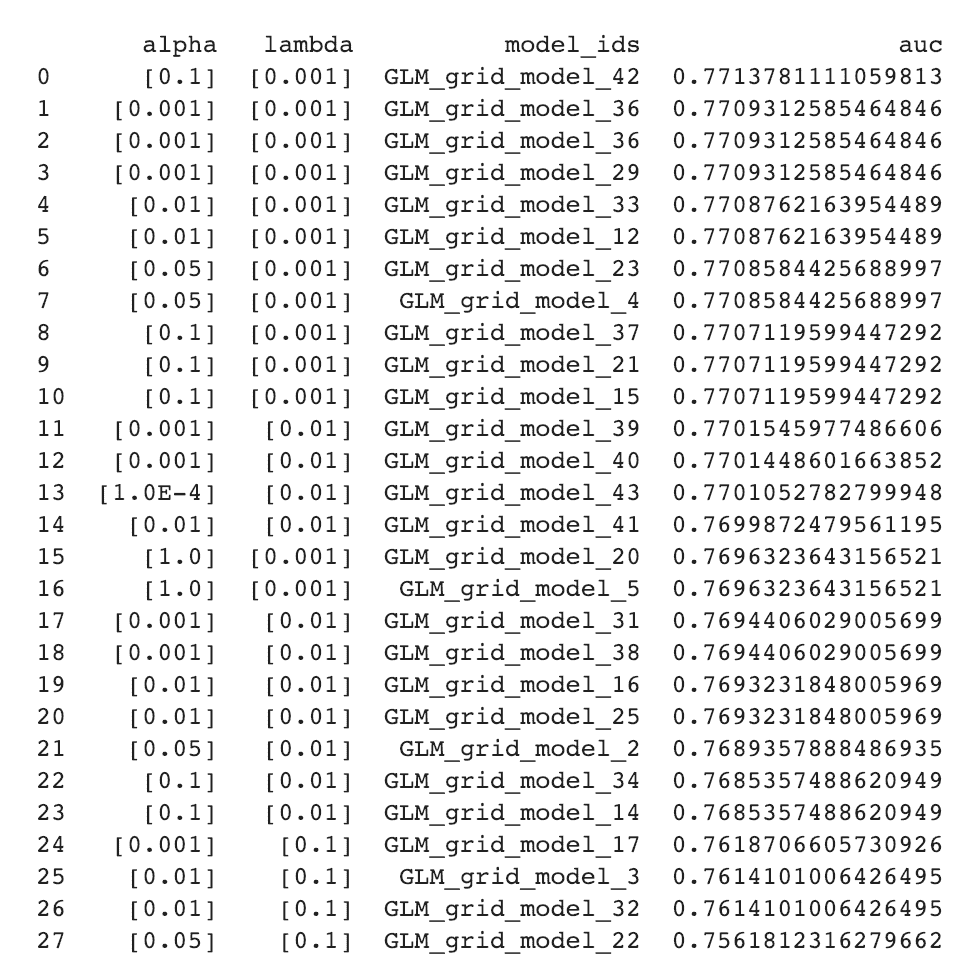 alpha lambda model_ids auc
0 [0.1] [0.001] GLM_grid_model_42 0.7713781111059813
1 [0.001] [0.001] GLM_grid_model_36 0.7709312585464846
2 [0.001] [0.001] GLM_grid_model_36 0.7709312585464846
3 [0.001] [0.001] GLM_grid_model_29 0.7709312585464846
4 [0.01] [0.001] GLM_grid_model_33 0.7708762163954489
5 [0.01] [0.001] GLM_grid_model_12 0.7708762163954489
6 [0.05] [0.001] GLM_grid_model_23 0.7708584425688997
7 [0.05] [0.001] GLM_grid_model_4 0.7708584425688997
8 [0.1] [0.001] GLM_grid_model_37 0.7707119599447292
9 [0.1] [0.001] GLM_grid_model_21 0.7707119599447292
10 [0.1] [0.001] GLM_grid_model_15 0.7707119599447292
11 [0.001] [0.01] GLM_grid_model_39 0.7701545977486606
12 [0.001] [0.01] GLM_grid_model_40 0.7701448601663852
13 [1.0E-4] [0.01] GLM_grid_model_43 0.7701052782799948
14 [0.01] [0.01] GLM_grid_model_41 0.7699872479561195
15 [1.0] [0.001] GLM_grid_model_20 0.7696323643156521
16 [1.0] [0.001] GLM_grid_model_5 0.7696323643156521
17 [0.001] [0.01] GLM_grid_model_31 0.7694406029005699
18 [0.001] [0.01] GLM_grid_model_38 0.7694406029005699
19 [0.01] [0.01] GLM_grid_model_16 0.7693231848005969
20 [0.01] [0.01] GLM_grid_model_25 0.7693231848005969
21 [0.05] [0.01] GLM_grid_model_2 0.7689357888486935
22 [0.1] [0.01] GLM_grid_model_34 0.7685357488620949
23 [0.1] [0.01] GLM_grid_model_14 0.7685357488620949
24 [0.001] [0.1] GLM_grid_model_17 0.7618706605730926
25 [0.01] [0.1] GLM_grid_model_3 0.7614101006426495
26 [0.01] [0.1] GLM_grid_model_32 0.7614101006426495
27 [0.05] [0.1] GLM_grid_model_22 0.7561812316279662